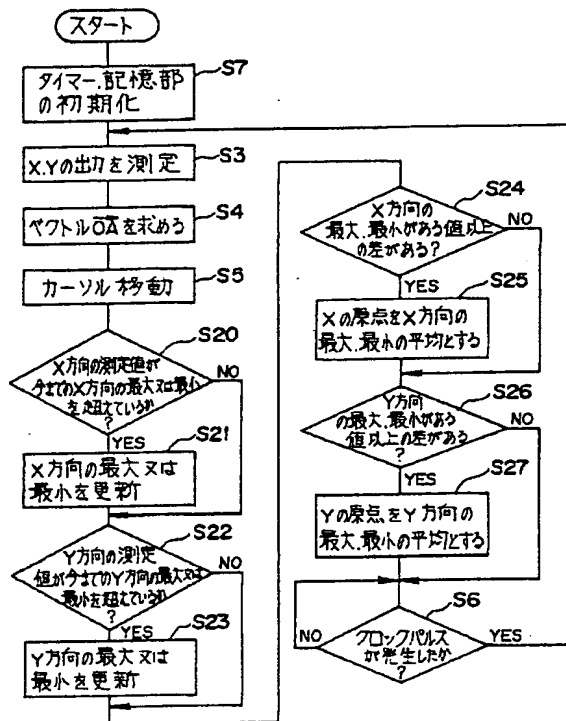 スタート
S7
タイマー、記憶部
の初期化
S3
X,Yの出力を測定
S4
ベクトルOAを求める
S5
カーソル移動
S20
X方向の測定値が
今までのX方向の最大又は最小
を超えているか
?
NO
YES
S21
X方向の最大又は
最小を更新
S22
Y方向の測定
値が今までのY方向の最大又は
最小を超えているか
?
NO
YES
S23
Y方向の最大又は
最小を更新
S24
X方向の
最大、最小がある値以上
の差がある?
NO
YES
S25
Xの原点をX方向の
最大、最小の平均とする
S26
Y方向
の最大、最小がある
値以上の差がある
?
NO
YES
S27
Yの原点をY方向の
最大、最小の平均とする
S6
クロックパルス
が発生したか
?
NO
YES